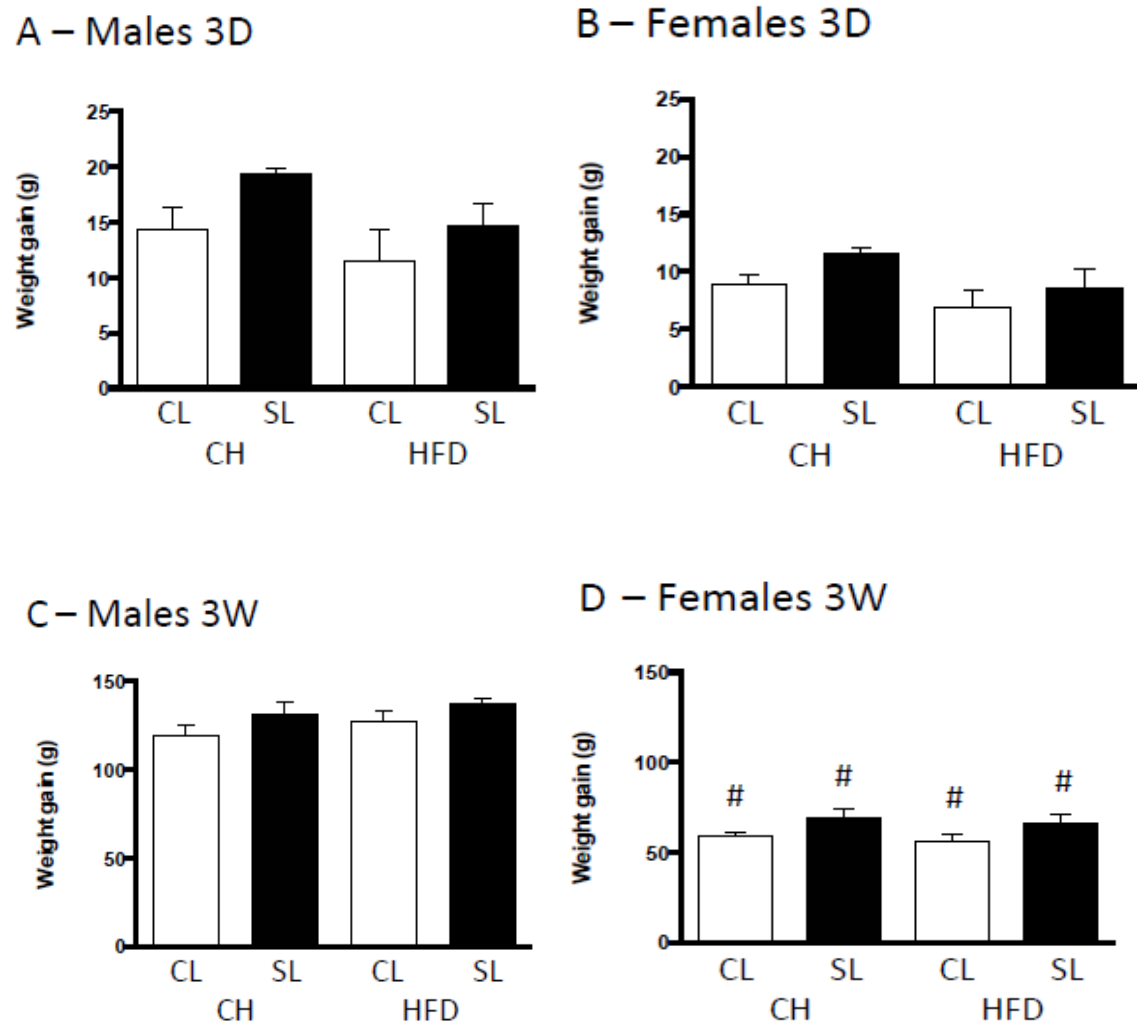 A – Males 3D
Weight gain (g)
25
20
15
10
5
0
CL SL CL SL
CH HFD
B – Females 3D
Weight gain (g)
25
20
15
10
5
0
CL SL CL SL
CH HFD
C – Males 3W
Weight gain (g)
150
100
50
0
CL SL CL SL
CH HFD
D – Females 3W
Weight gain (g)
150
100
50
0
# # # #
CL SL CL SL
CH HFD